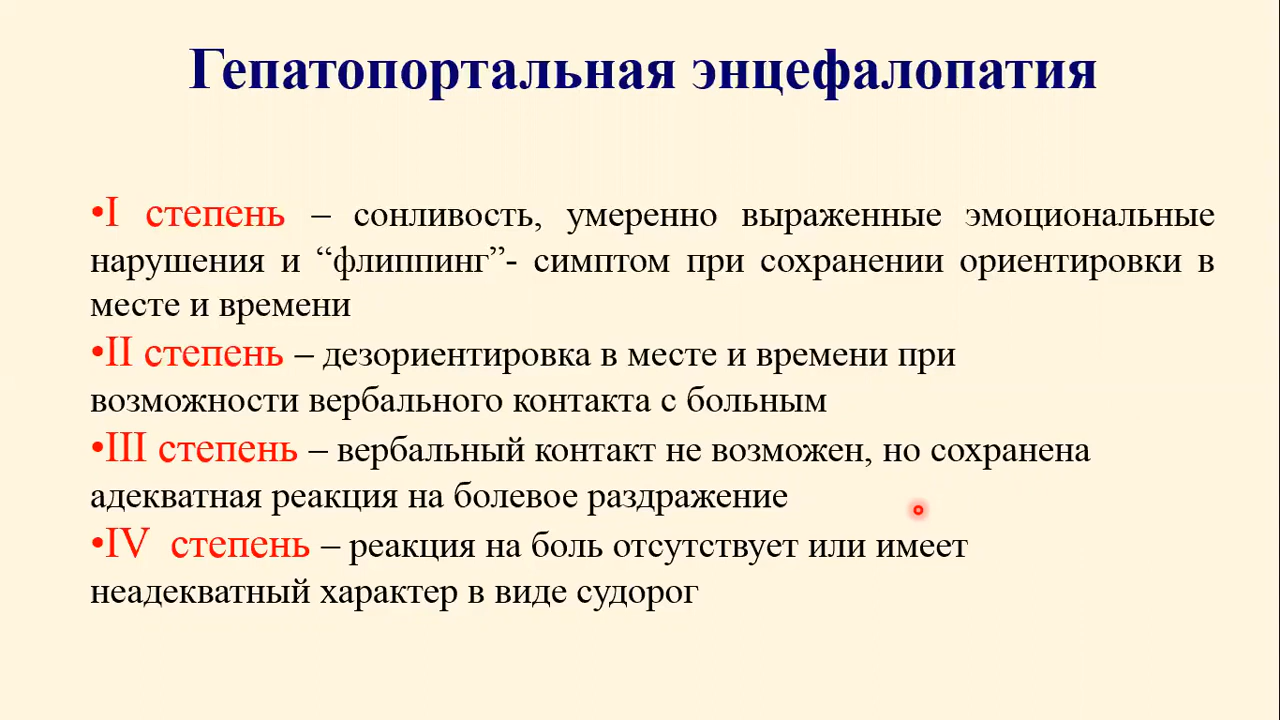 Гепатопортальная энцефалопатия
•I степень – сонливость, умеренно выраженные эмоциональные
нарушения и “флиппинг”- симптом при сохранении ориентировки в
месте и времени
•II степень – дезориентировка в месте и времени при
возможности вербального контакта с больным
•III степень – вербальный контакт не возможен, но сохранена
адекватная реакция на болевое раздражение
•IV степень – реакция на боль отсутствует или имеет
неадекватный характер в виде судорог